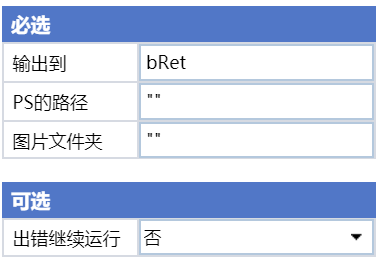 必选
输出到 bRet
PS的路径 ""
图片文件夹 ""
可选
出错继续运行 否